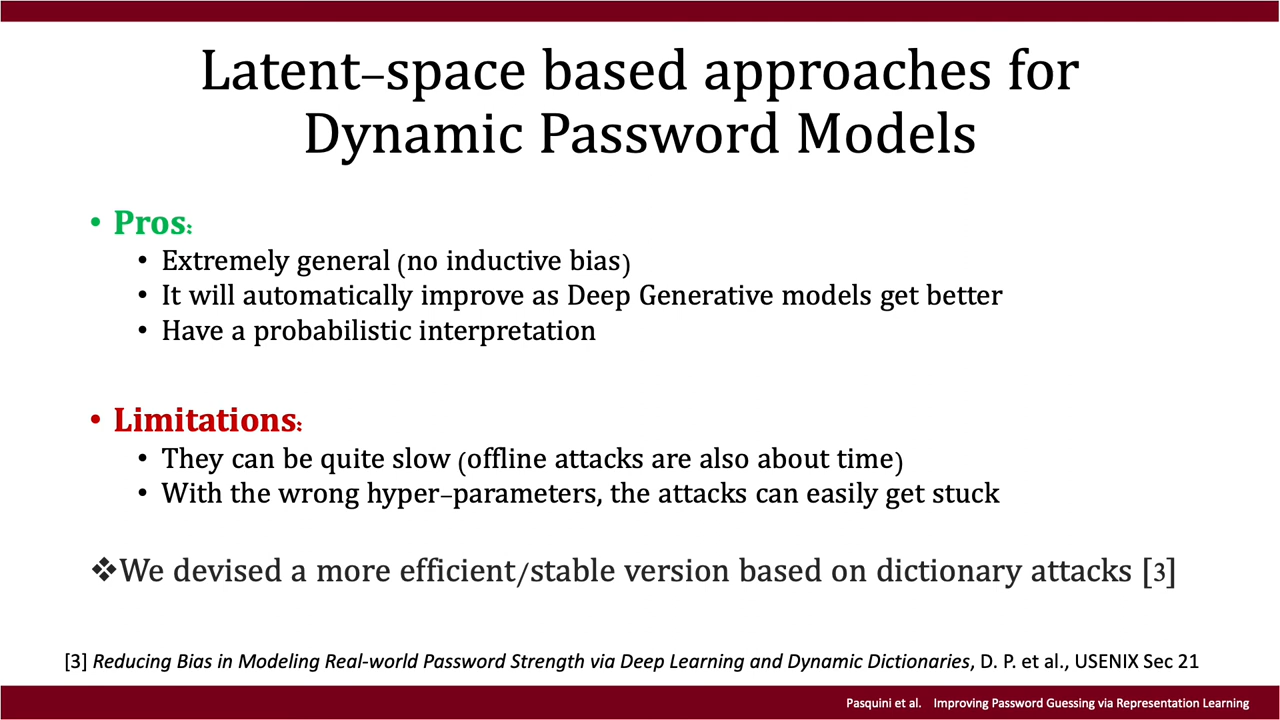 Latent–space based approaches for
Dynamic Password Models
• Pros:
• Extremely general (no inductive bias)
• It will automatically improve as Deep Generative models get better
• Have a probabilistic interpretation
• Limitations:
• They can be quite slow (offline attacks are also about time)
• With the wrong hyper–parameters, the attacks can easily get stuck
❖We devised a more efficient/stable version based on dictionary attacks [3]
[3] Reducing Bias in Modeling Real-world Password Strength via Deep Learning and Dynamic Dictionaries, D. P. et al., USENIX Sec 21
Pasquini et al. Improving Password Guessing via Representation Learning